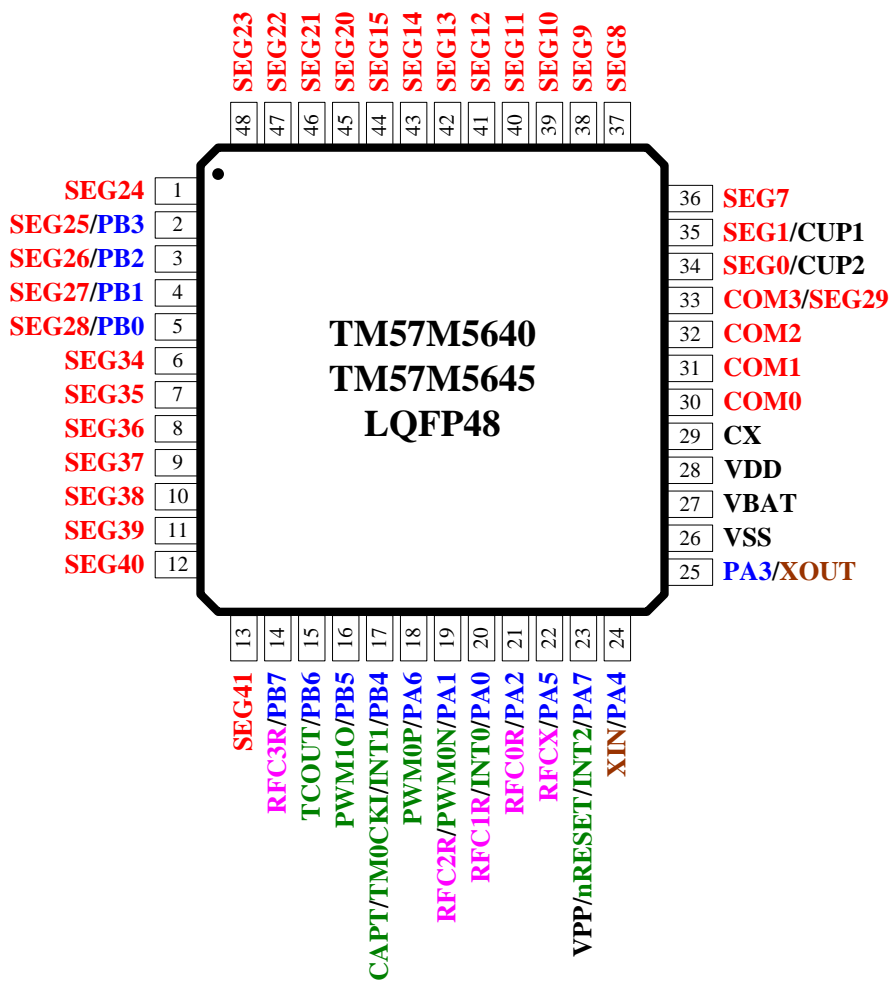 SEG23
SEG22
SEG21
SEG20
SEG15
SEG14
SEG13
SEG12
SEG11
SEG10
SEG9
SEG8
48
47
46
45
44
43
42
41
40
39
38
37
SEG24 1
SEG25/PB3 2
SEG26/PB2 3
SEG27/PB1 4
SEG28/PB0 5
SEG34 6
SEG35 7
SEG36 8
SEG37 9
SEG38 10
SEG39 11
SEG40 12
TM57M5640
TM57M5645
LQFP48
36 SEG7
35 SEG1/CUP1
34 SEG0/CUP2
33 COM3/SEG29
32 COM2
31 COM1
30 COM0
29 CX
28 VDD
27 VBAT
26 VSS
25 PA3/XOUT
13
14
15
16
17
18
19
20
21
22
23
24
SEG41
RFC3R/PB7
TCOUT/PB6
PWM1O/PB5
CAPT/TM0CKI/INT1/PB4
PWM0P/PA6
RFC2R/PWM0N/PA1
RFC1R/INT0/PA0
RFC0R/PA2
RFCX/PA5
VPP/nRESET/INT2/PA7
XIN/PA4